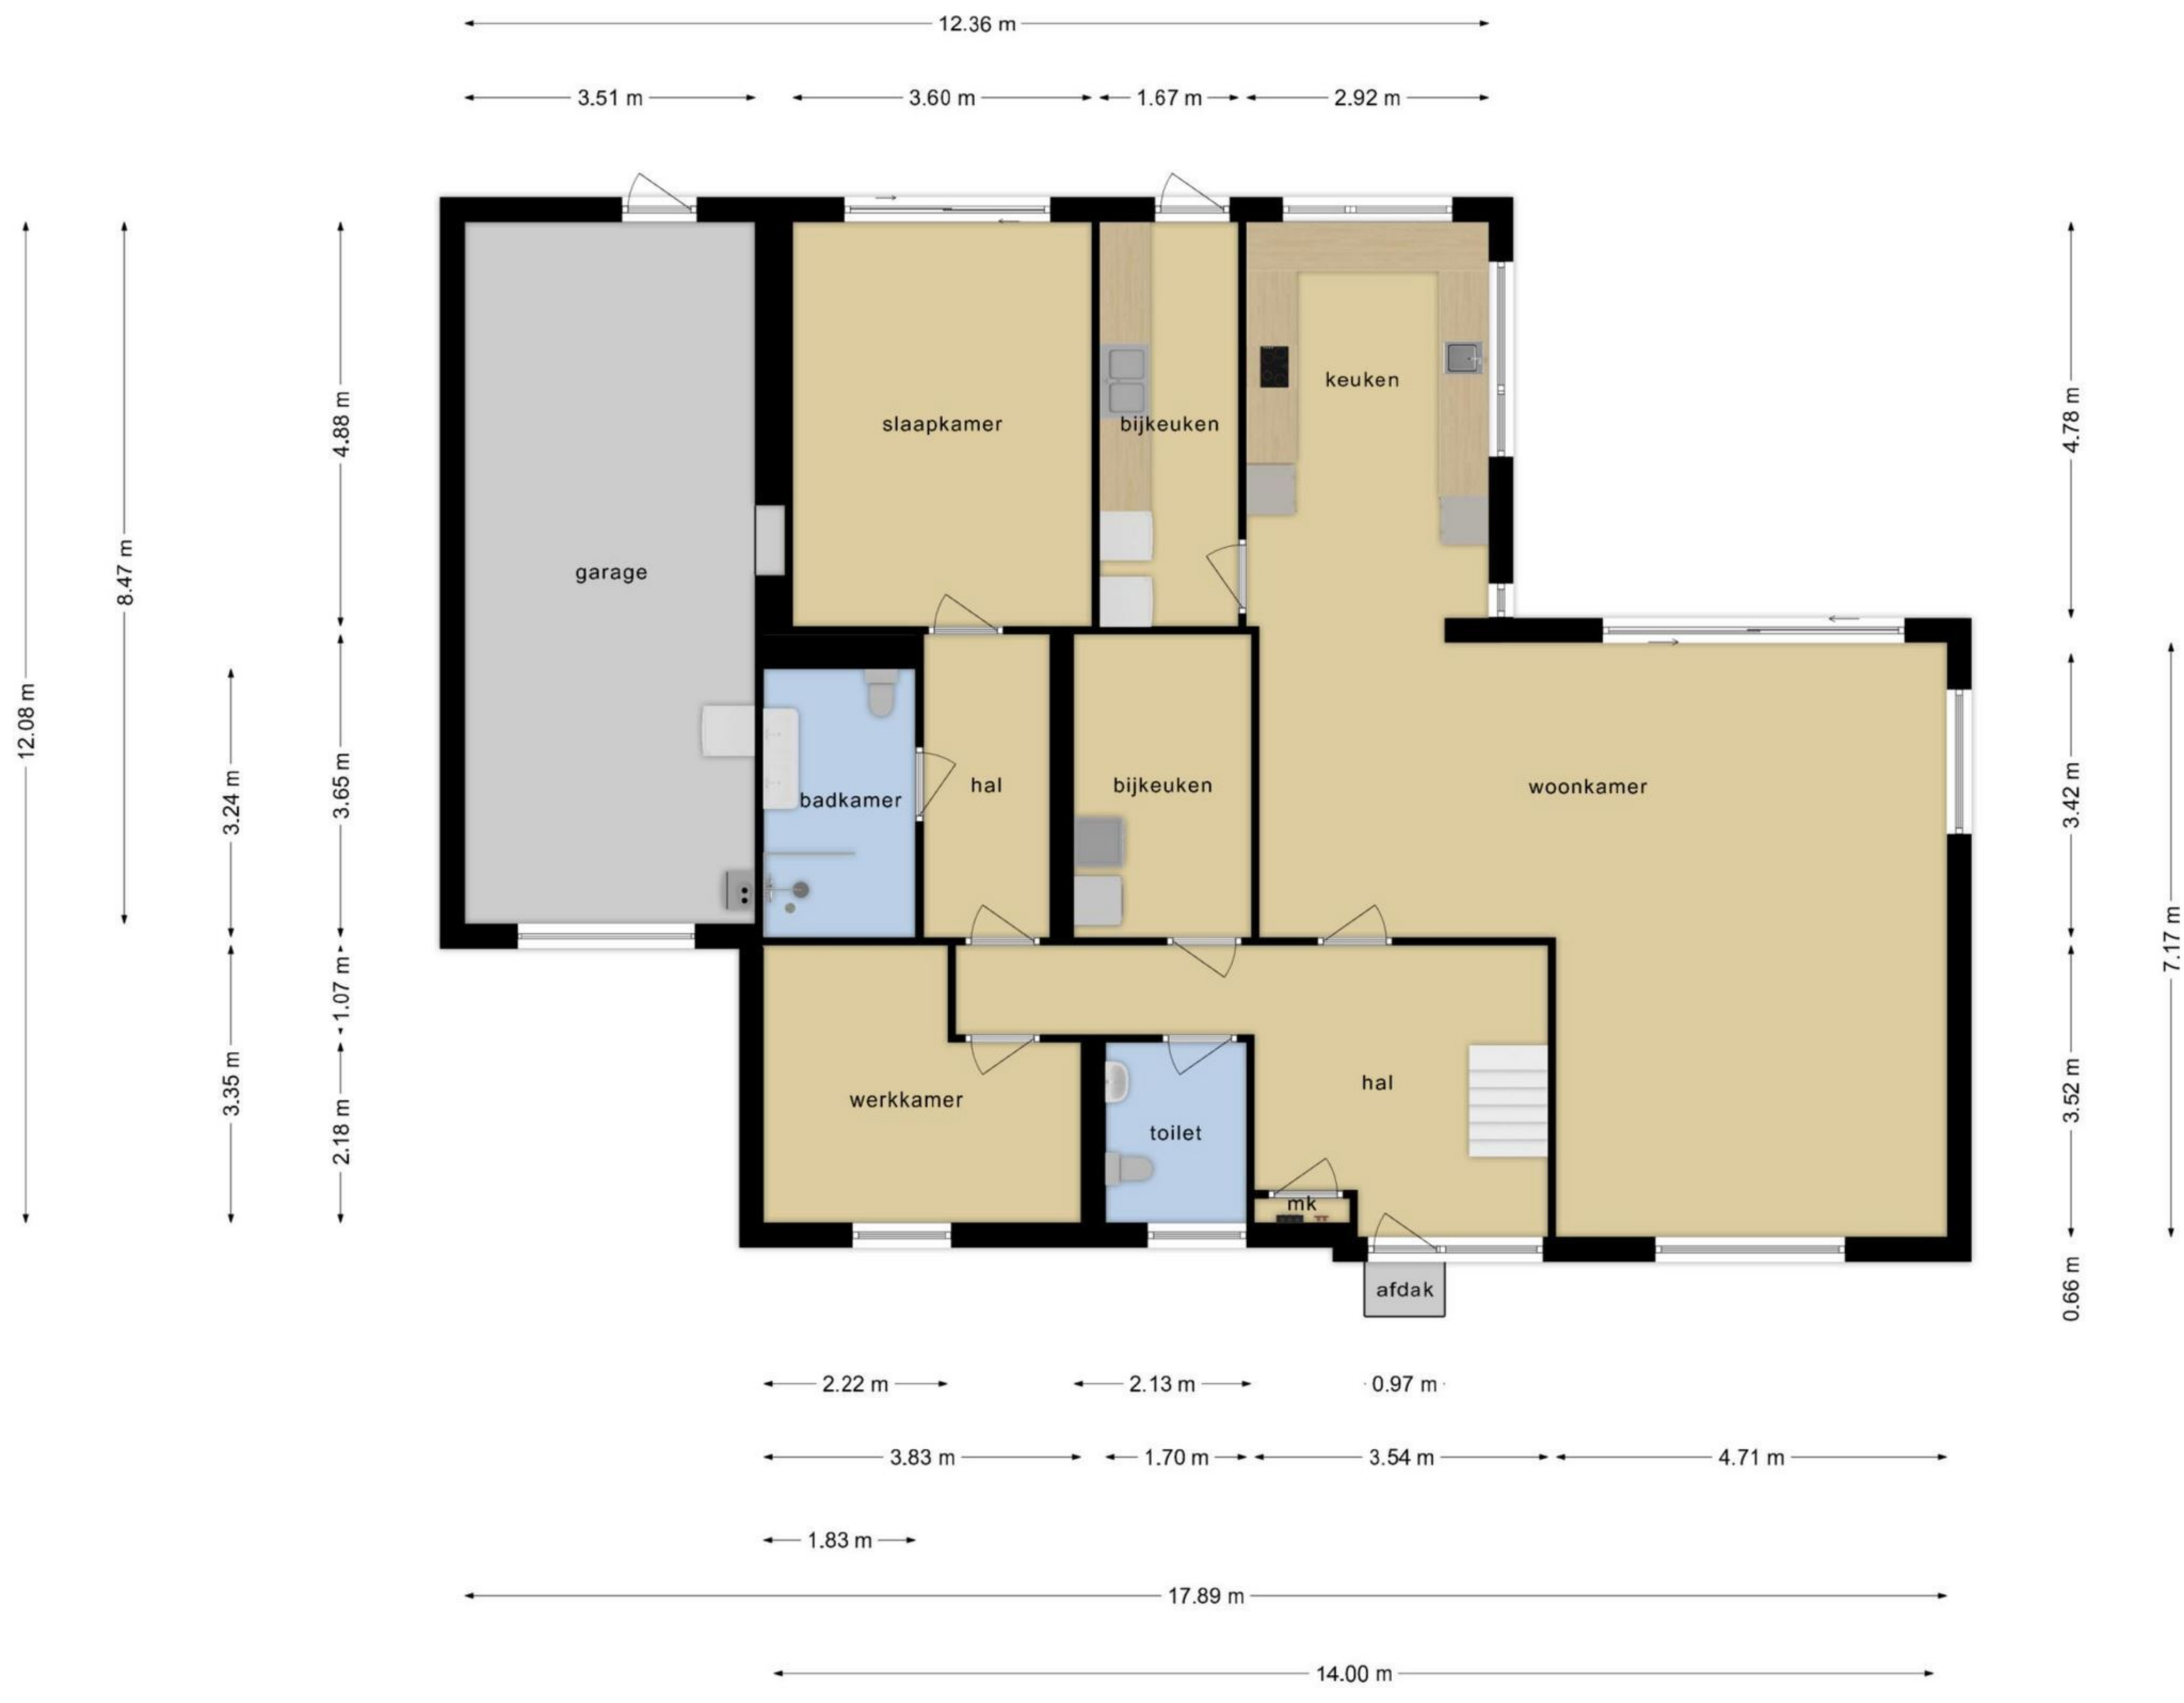 12.36 m
3.51 m
3.60 m
1.67 m
2.92 m
12.08 m
8.47 m
3.24 m
3.35 m
4.88 m
3.65 m
1.07 m
2.18 m
garage
slaapkamer
bijkeuken
keuken
badkamer
hal
bijkeuken
woonkamer
werkkamer
toilet
hal
mk
afdak
4.78 m
3.42 m
3.52 m
0.66 m
7.17 m
2.22 m
2.13 m
0.97 m
3.83 m
1.70 m
3.54 m
4.71 m
1.83 m
17.89 m
14.00 m